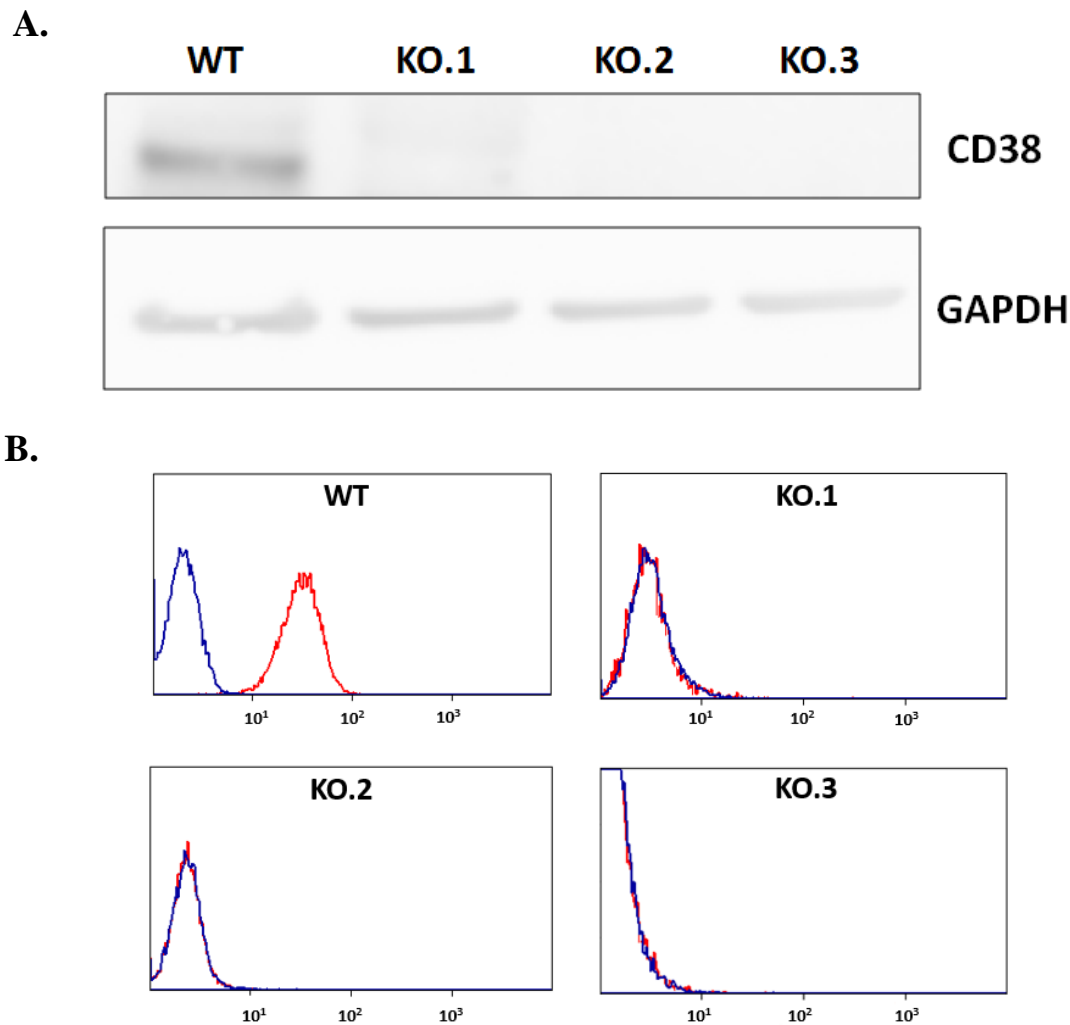 A.
WT KO.1 KO.2 KO.3
CD38
GAPDH
B.
WT
10¹ 10² 10³
KO.1
10¹ 10² 10³
KO.2
10¹ 10² 10³
KO.3
10¹ 10² 10³